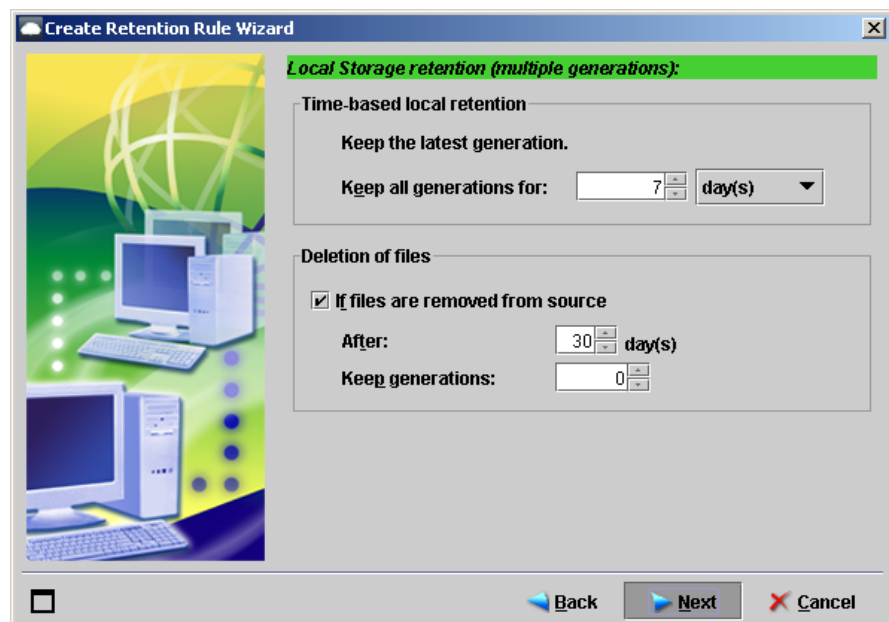 Create Retention Rule Wizard
Local Storage retention (multiple generations):
Time-based local retention
Keep the latest generation.
Keep all generations for: 7 day(s)
Deletion of files
If files are removed from source
After: 30 day(s)
Keep generations: 0
Back Next Cancel